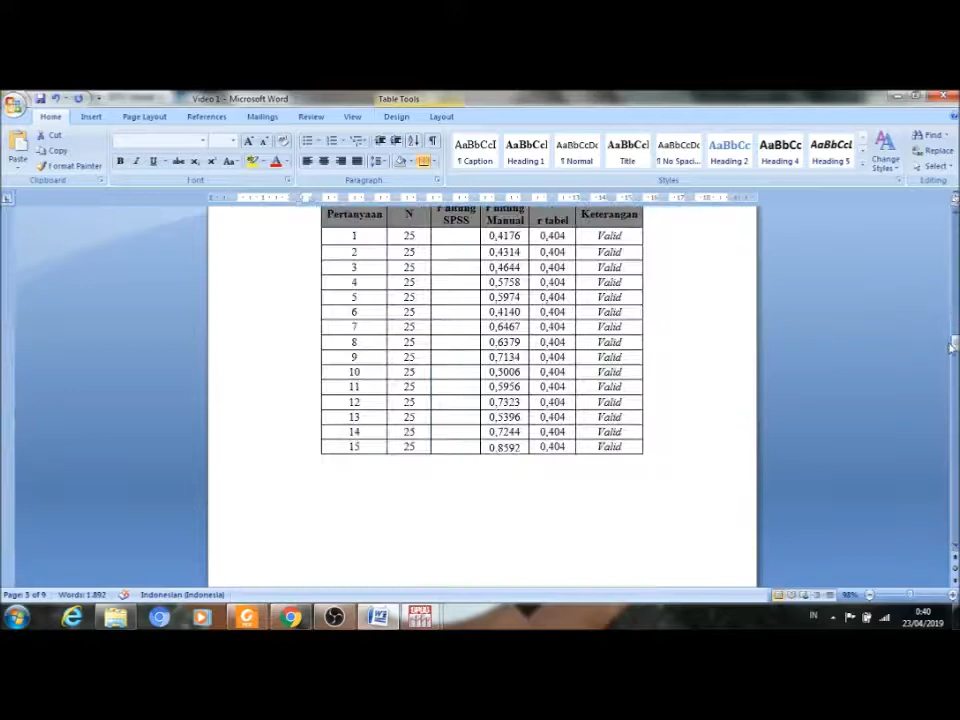 Video 1 - Microsoft Word Table Tools
Home Insert Page Layout References Mailings Review View Design Layout
Cut
Copy
Format Painter
Paste
Clipboard Font Paragraph Styles Editing
AaBbCcI AaBbCc AaBbCcDc AaBbCc AaBbCcDc AaBbCc AaBbCc AaBbCcL
¶ Caption Heading 1 ¶ Normal Title ¶ No Spaci... Heading 2 Heading 4 Heading 5
Change Styles
Find
Replace
Select
Pertanyaan N r hitung SPSS r hitung Manual r tabel Keterangan
1 25 0,4176 0,404 Valid
2 25 0,4314 0,404 Valid
3 25 0,4644 0,404 Valid
4 25 0,5758 0,404 Valid
5 25 0,5974 0,404 Valid
6 25 0,4140 0,404 Valid
7 25 0,6467 0,404 Valid
8 25 0,6379 0,404 Valid
9 25 0,7134 0,404 Valid
10 25 0,5006 0,404 Valid
11 25 0,5956 0,404 Valid
12 25 0,7323 0,404 Valid
13 25 0,5396 0,404 Valid
14 25 0,7244 0,404 Valid
15 25 0,8592 0,404 Valid
Page: 3 of 9 Words: 1.892 Indonesian (Indonesia) 98%
IN 0:40
23/04/2019